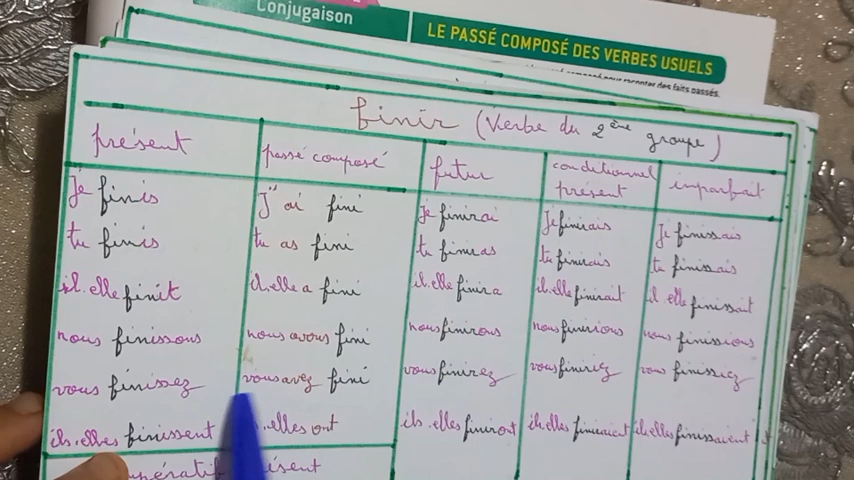 Conjugaison
LE PASSÉ COMPOSÉ DES VERBES USUELS
finir (Verbe du 2ème groupe)
présent
je finis
tu finis
il.elle finit
nous finissons
vous finissez
ils.elles finissent
passé composé
j'ai fini
tu as fini
il.elle a fini
nous avons fini
vous avez fini
elles ont
futur
je finirai
tu finiras
il.elle finira
nous finirons
vous finirez
ils.elles finiront
conditionnel
présent
je finirais
tu finirais
il.elle finirait
nous finirions
vous finiriez
ils.elles finiraient
imparfait
je finissais
tu finissais
il elle finissait
nous finissions
vous finissiez
ils.elles finissaient